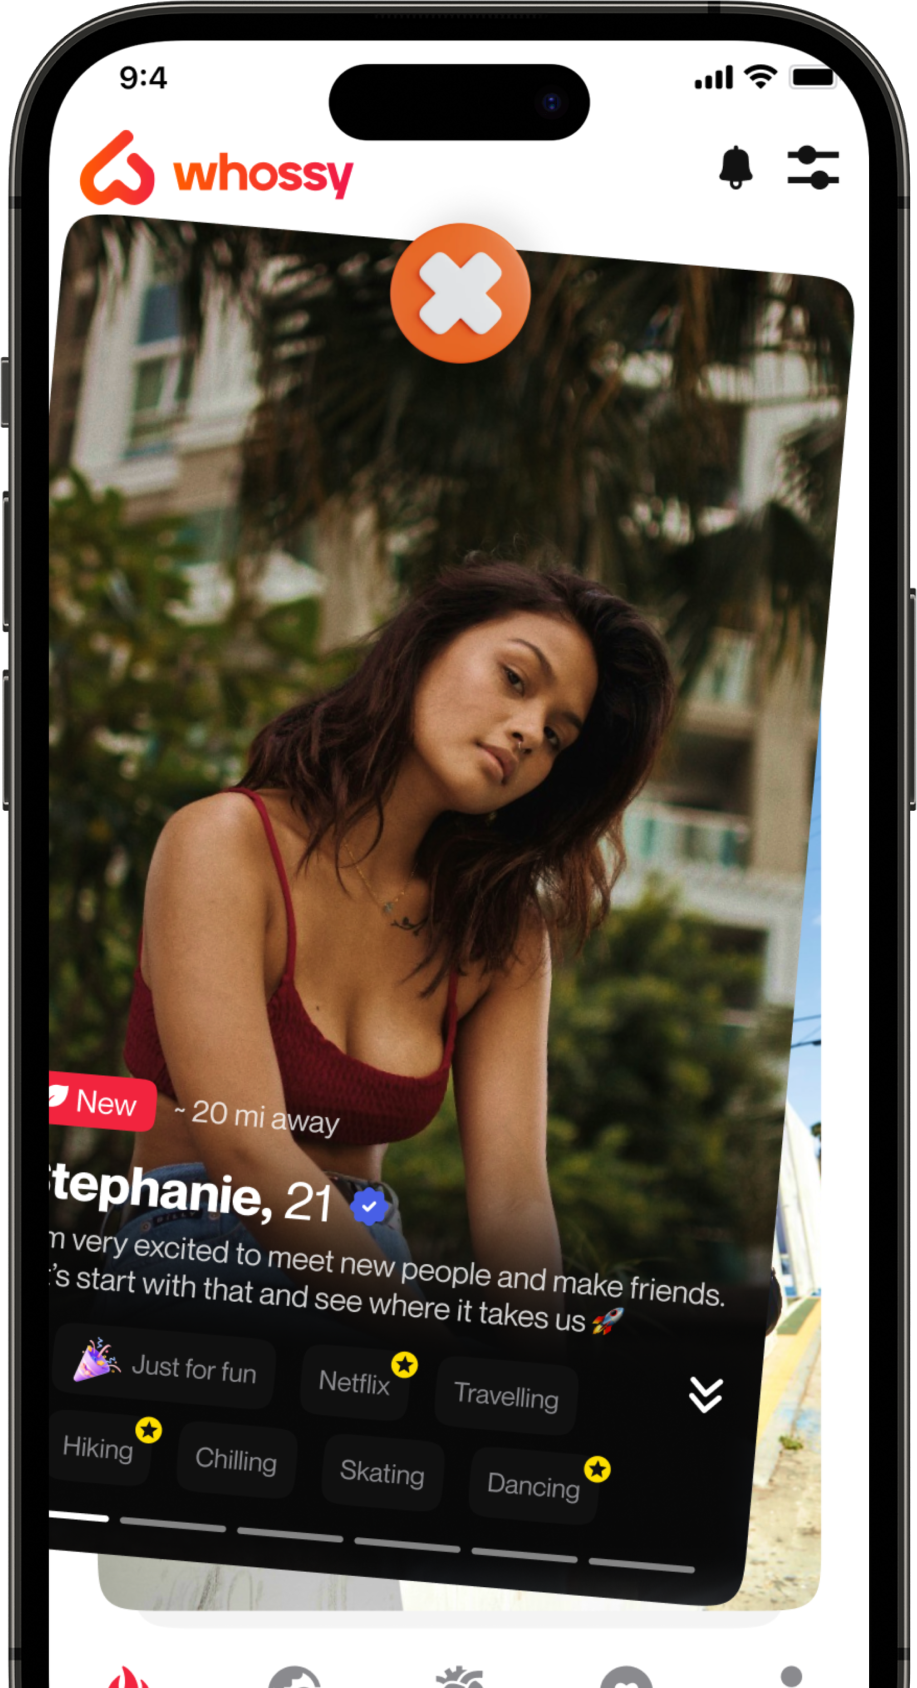 9:4
whossy
New ~ 20 mi away
tephanie, 21
m very excited to meet new people and make friends.
t's start with that and see where it takes us 🚀
Just for fun
Netflix
Travelling
Hiking
Chilling
Skating
Dancing